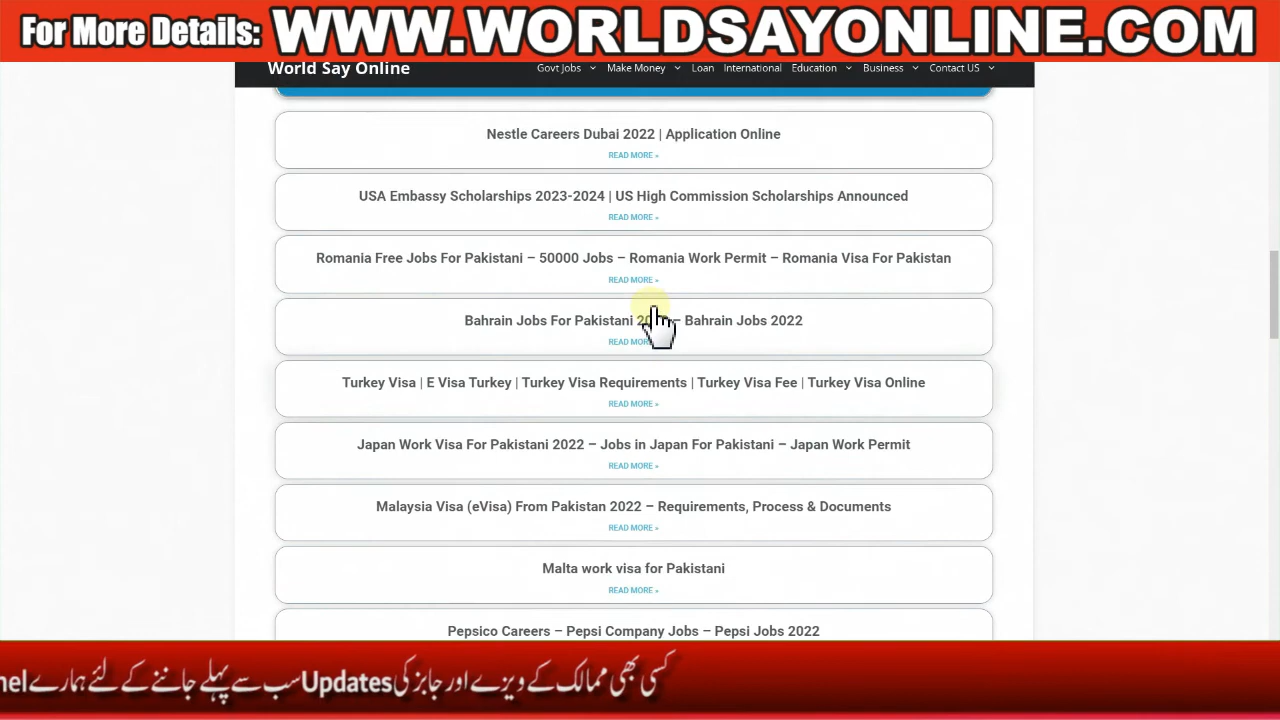 For More Details: WWW.WORLDSAYONLINE.COM
World Say Online Govt Jobs Make Money Loan International Education Business Contact US
Nestle Careers Dubai 2022 | Application Online
READ MORE »
USA Embassy Scholarships 2023-2024 | US High Commission Scholarships Announced
READ MORE »
Romania Free Jobs For Pakistani – 50000 Jobs – Romania Work Permit – Romania Visa For Pakistan
READ MORE »
Bahrain Jobs For Pakistani – Bahrain Jobs 2022
READ MORE
Turkey Visa | E Visa Turkey | Turkey Visa Requirements | Turkey Visa Fee | Turkey Visa Online
READ MORE »
Japan Work Visa For Pakistani 2022 – Jobs in Japan For Pakistani – Japan Work Permit
READ MORE »
Malaysia Visa (eVisa) From Pakistan 2022 – Requirements, Process & Documents
READ MORE »
Malta work visa for Pakistani
READ MORE »
Pepsico Careers – Pepsi Company Jobs – Pepsi Jobs 2022
کسی بھی ممالک کے ویزے اور جابز کی Updates سب سے پہلے جاننے کے لئے ہمارے nel